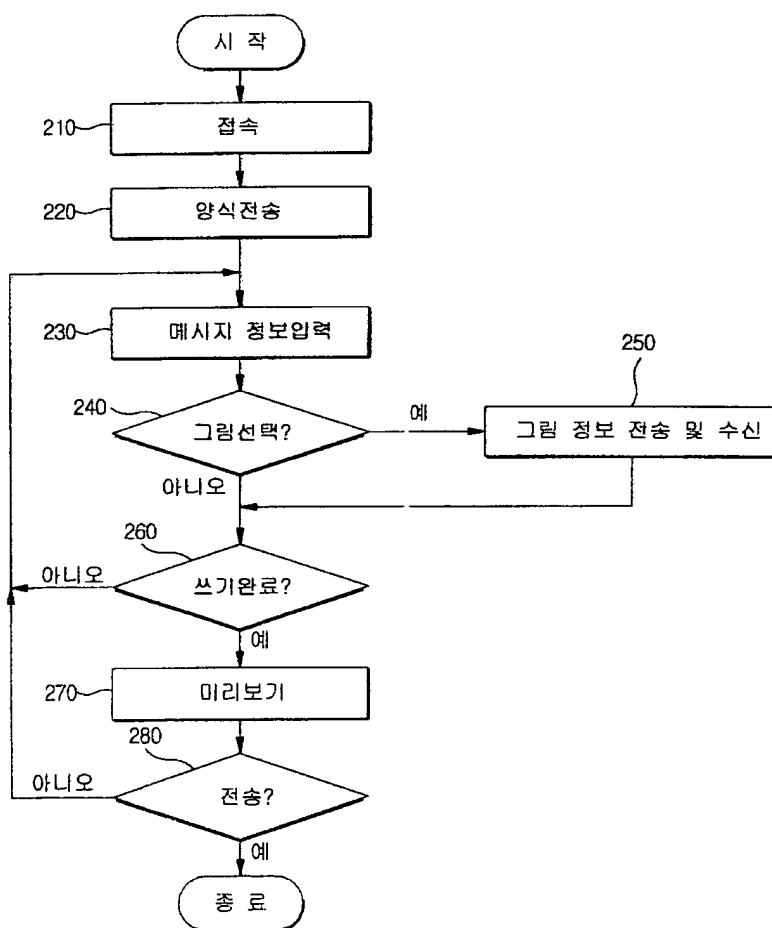 시 작
210 접속
220 양식전송
230 메시지 정보압력
240 그림선택? 예
250
그림 정보 전송 및 수신
아니오
260 쓰기완료? 아니오
예
270 미리보기
280 전송? 아니오
예
종 료